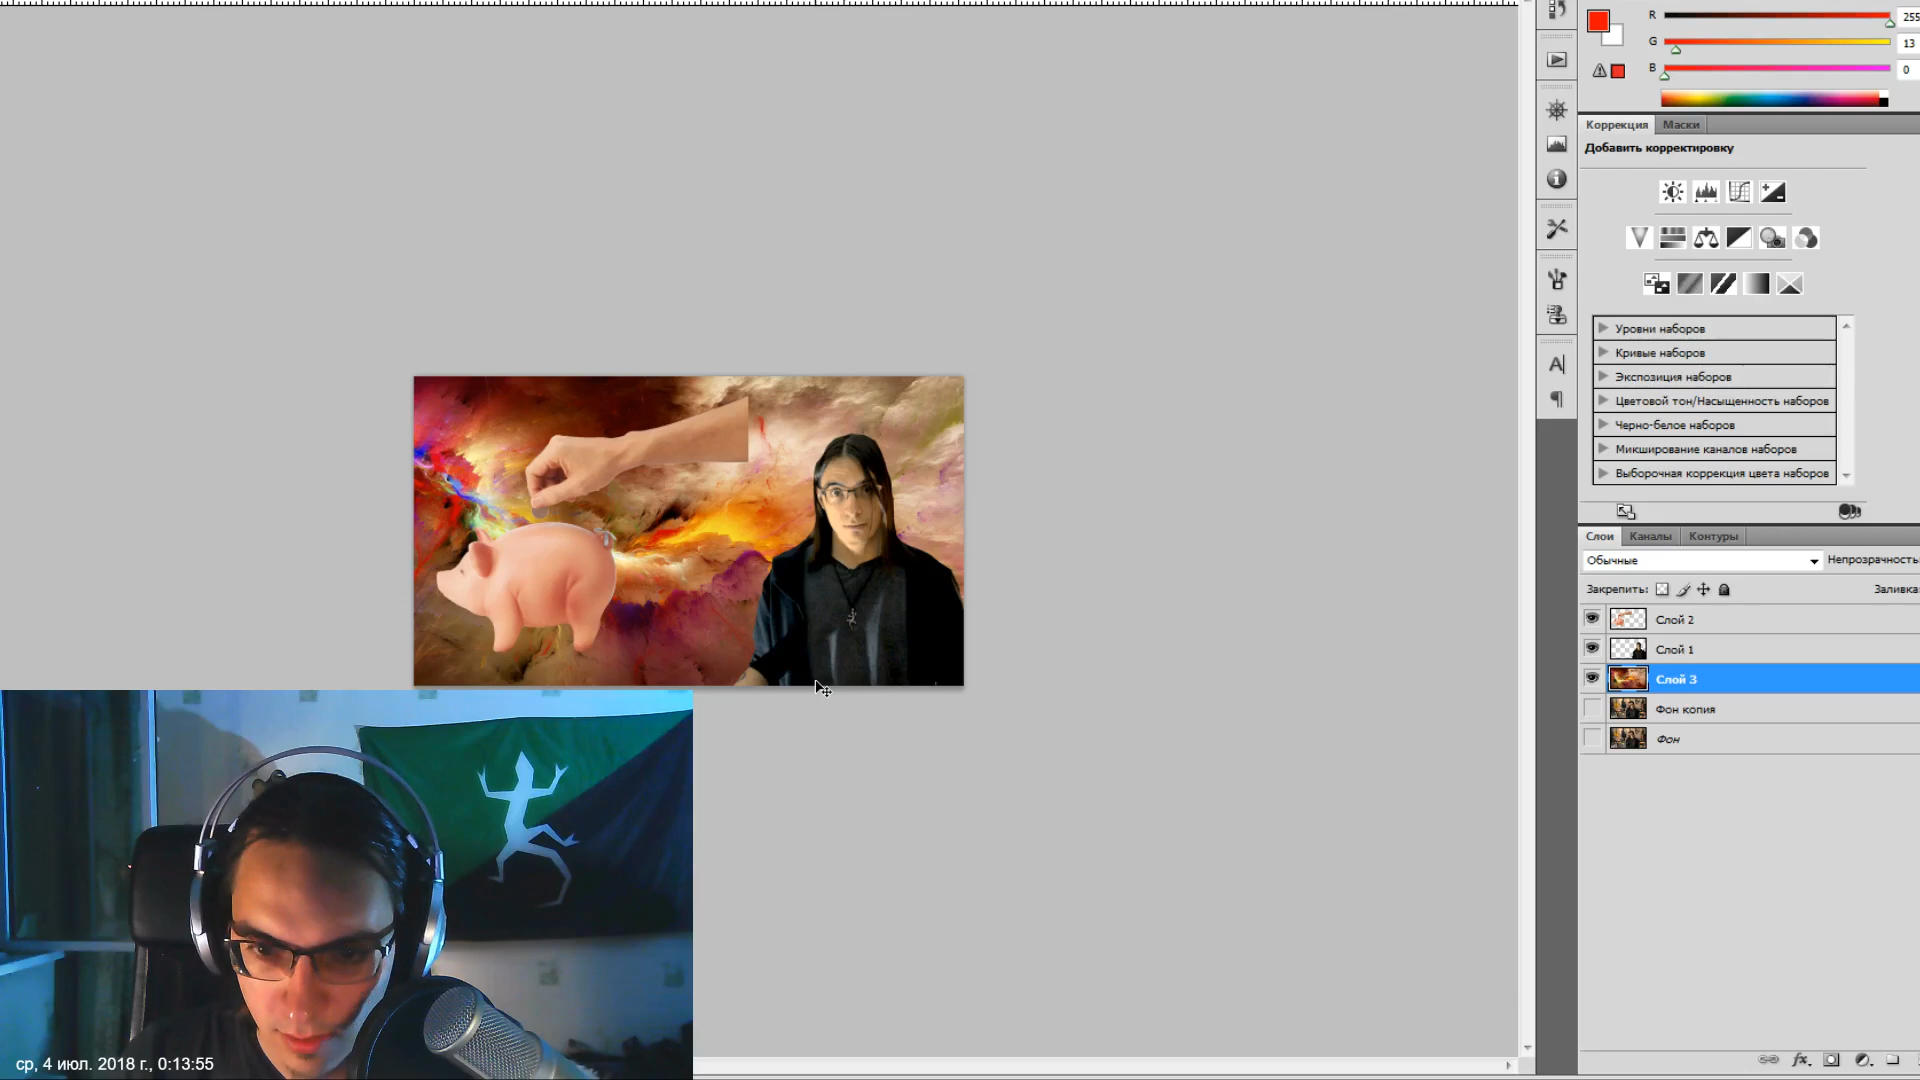 R 255
G 13
B 0
Коррекция Маски
Добавить корректировку
Уровни наборов
Кривые наборов
Экспозиция наборов
Цветовой тон/Насыщенность наборов
Черно-белое наборов
Микширование каналов наборов
Выборочная коррекция цвета наборов
Слои Каналы Контуры
Обычные Непрозрачность:
Закрепить: Заливка:
Слой 2
Слой 1
Слой 3
Фон копия
Фон
ср, 4 июл. 2018 г., 0:13:55